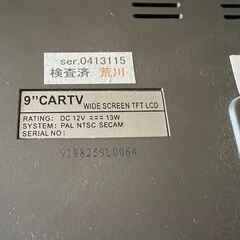 ser.0413115
検査済 荒川
9"CARTV WIDE SCREEN TFT LCD
RATING: DC 12V ⎓ 13W
SYSTEM: PAL NTSC SECAM
SERIAL NO:
9188259L0064